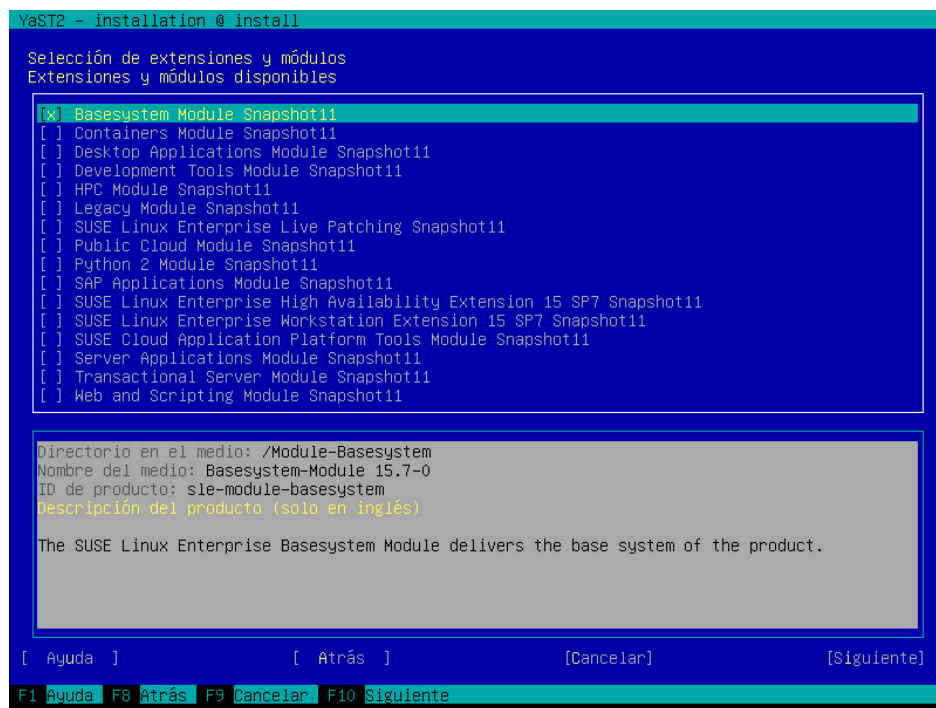 YaST2 - installation @ install
Selección de extensiones y módulos
Extensiones y módulos disponibles
[x] Basesystem Module Snapshot11
[ ] Containers Module Snapshot11
[ ] Desktop Applications Module Snapshot11
[ ] Development Tools Module Snapshot11
[ ] HPC Module Snapshot11
[ ] Legacy Module Snapshot11
[ ] SUSE Linux Enterprise Live Patching Snapshot11
[ ] Public Cloud Module Snapshot11
[ ] Python 2 Module Snapshot11
[ ] SAP Applications Module Snapshot11
[ ] SUSE Linux Enterprise High Availability Extension 15 SP7 Snapshot11
[ ] SUSE Linux Enterprise Workstation Extension 15 SP7 Snapshot11
[ ] SUSE Cloud Application Platform Tools Module Snapshot11
[ ] Server Applications Module Snapshot11
[ ] Transactional Server Module Snapshot11
[ ] Web and Scripting Module Snapshot11
Directorio en el medio: /Module-Basesystem
Nombre del medio: Basesystem-Module 15.7-0
ID de producto: sle-module-basesystem
Descripción del producto (solo en inglés)
The SUSE Linux Enterprise Basesystem Module delivers the base system of the product.
[ Ayuda ] [ Atrás ] [Cancelar] [Siguiente]
F1 Ayuda F8 Atrás F9 Cancelar F10 Siguiente